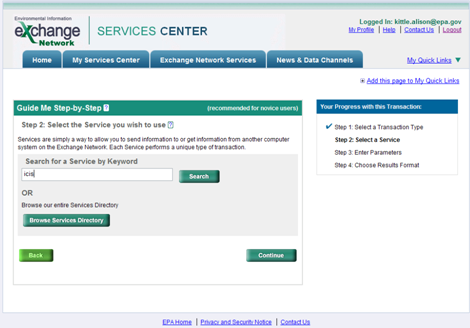 Environmental Information
exchange
Network
SERVICES CENTER
Logged In: kittle.alison@epa.gov
My Profile | Help | Contact Us | Logout
Home
My Services Center
Exchange Network Services
News & Data Channels
My Quick Links
Add this page to My Quick Links
Guide Me Step-by-Step ?
(recommended for novice users)
Step 2: Select the Service you wish to use [?]
Services are simply a way to allow you to send information to or get information from another computer
system on the Exchange Network. Each Service performs a unique type of transaction.
Search for a Service by Keyword
icis
Search
OR
Browse our entire Services Directory
Browse Services Directory
Back
Continue
Your Progress with this Transaction:
Step 1: Select a Transaction Type
Step 2: Select a Service
Step 3: Enter Parameters
Step 4: Choose Results Format
EPA Home | Privacy and Security Notice | Contact Us